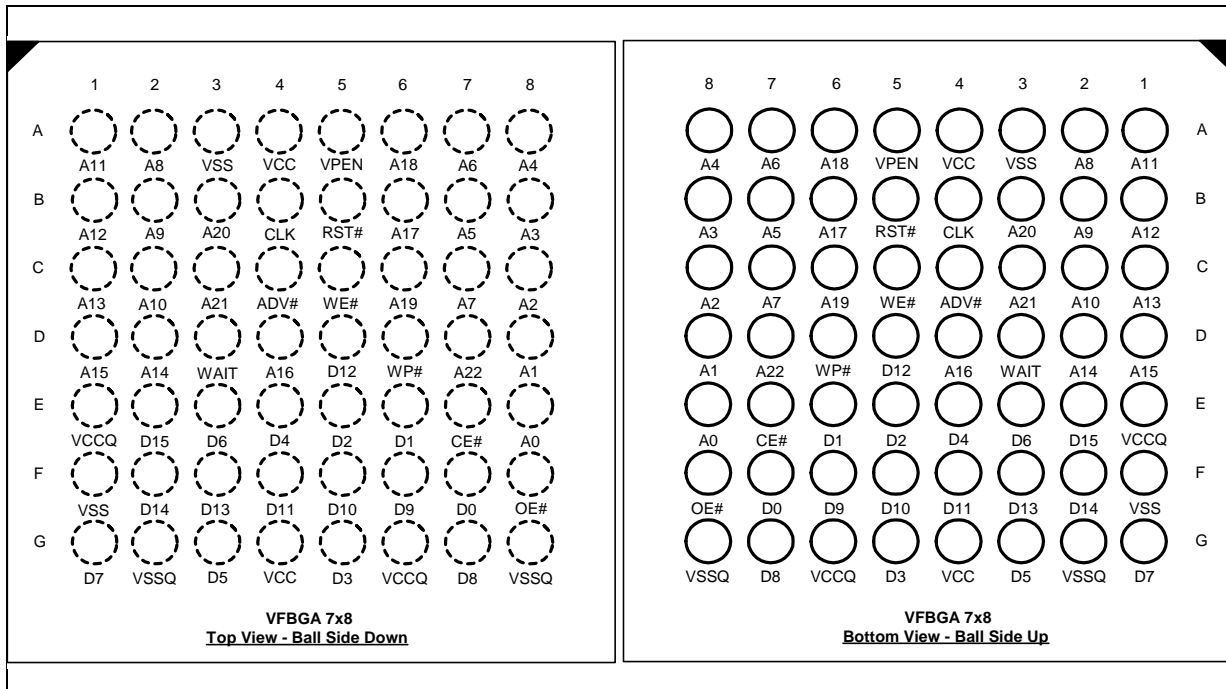 1 2 3 4 5 6 7 8
A
A11 A8 VSS VCC VPEN A18 A6 A4
B
A12 A9 A20 CLK RST# A17 A5 A3
C
A13 A10 A21 ADV# WE# A19 A7 A2
D
A15 A14 WAIT A16 D12 WP# A22 A1
E
VCCQ D15 D6 D4 D2 D1 CE# A0
F
VSS D14 D13 D11 D10 D9 D0 OE#
G
D7 VSSQ D5 VCC D3 VCCQ D8 VSSQ
VFBGA 7x8
Top View - Ball Side Down
8 7 6 5 4 3 2 1
A
A4 A6 A18 VPEN VCC VSS A8 A11
B
A3 A5 A17 RST# CLK A20 A9 A12
C
A2 A7 A19 WE# ADV# A21 A10 A13
D
A1 A22 WP# D12 A16 WAIT A14 A15
E
A0 CE# D1 D2 D4 D6 D15 VCCQ
F
OE# D0 D9 D10 D11 D13 D14 VSS
G
VSSQ D8 VCCQ D3 VCC D5 VSSQ D7
VFBGA 7x8
Bottom View - Ball Side Up